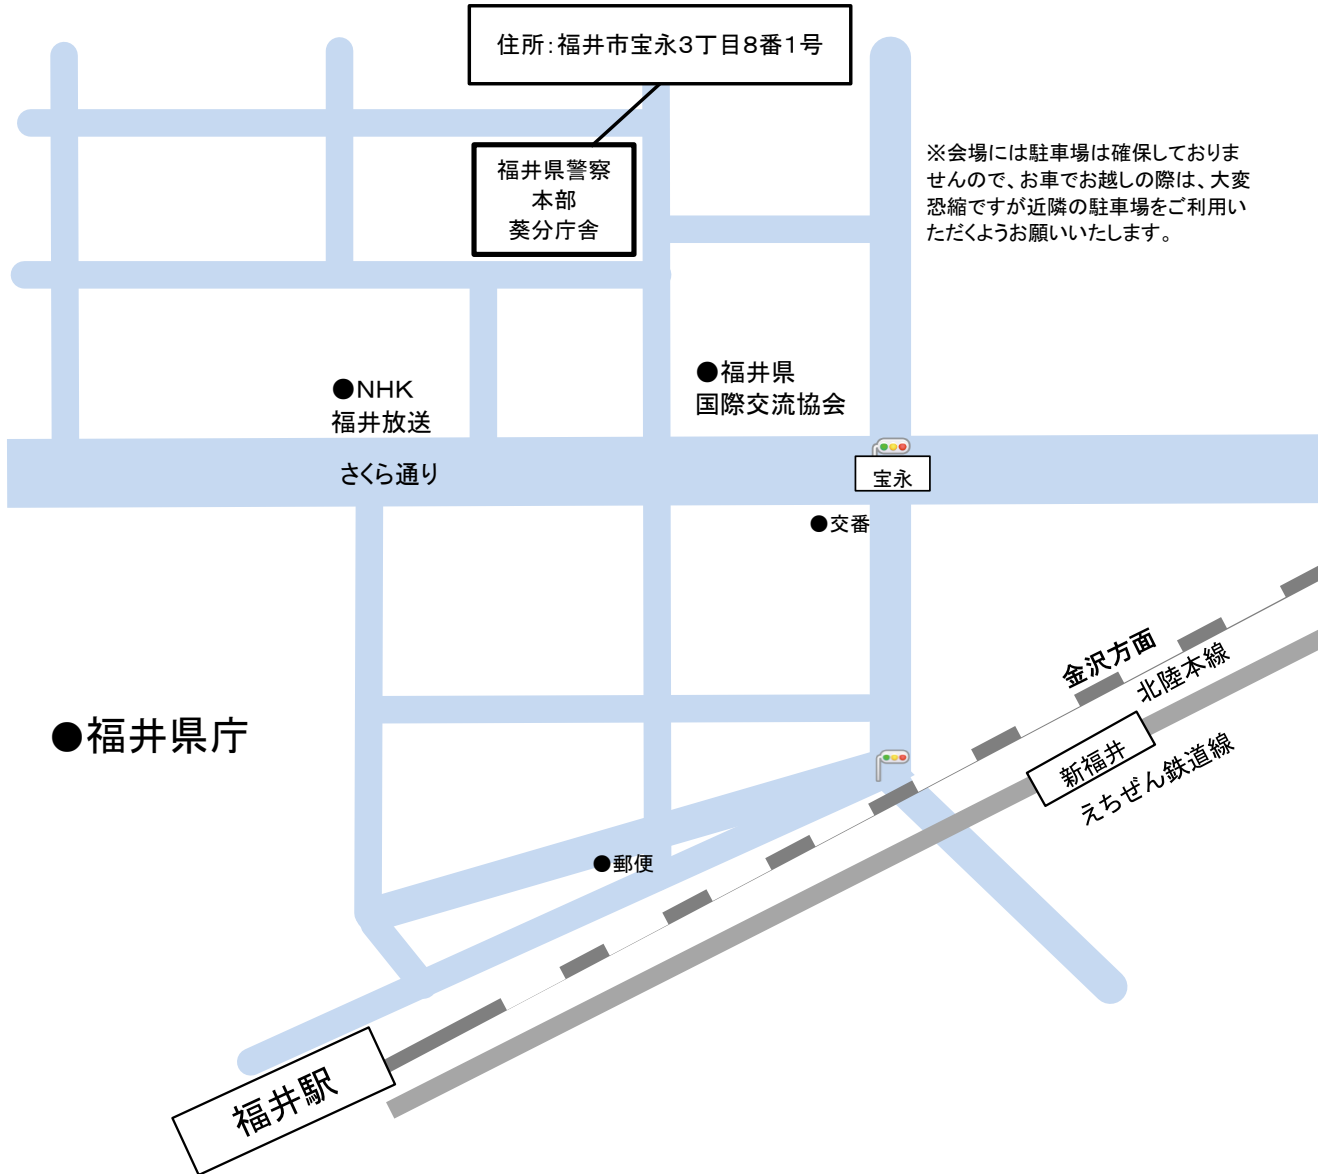 住所：福井市宝永3丁目8番1号
福井県警察
本部
葵分庁舎
※会場には駐車場は確保しておりま
せんので、お車でお越しの際は、大変
恐縮ですが近隣の駐車場をご利用い
ただくようお願いいたします。
●NHK
福井放送
●福井県
国際交流協会
さくら通り
宝永
●交番
金沢方面
北陸本線
●福井県庁
新福井
えちぜん鉄道線
●郵便
福井駅